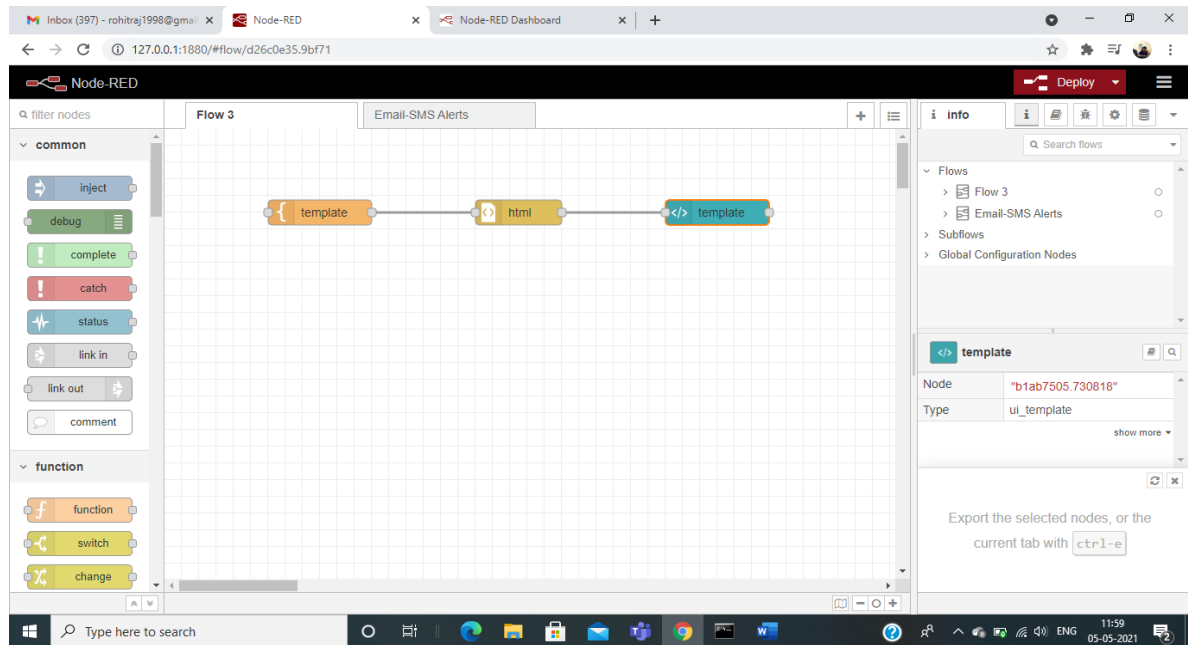 Inbox (397) - rohitraj1998@gmai
Node-RED
Node-RED Dashboard
127.0.0.1:1880/#flow/d26c0e35.9bf71
Node-RED
Deploy
filter nodes
Flow 3
Email-SMS Alerts
i info
i
common
Search flows
inject
debug
complete
catch
status
link in
link out
comment
function
function
switch
change
template
html
template
Flows
Flow 3
Email-SMS Alerts
Subflows
Global Configuration Nodes
template
Node "b1ab7505.730818"
Type ui_template
show more
Export the selected nodes, or the
current tab with ctrl-e
Type here to search
ENG
11:59
05-05-2021
2